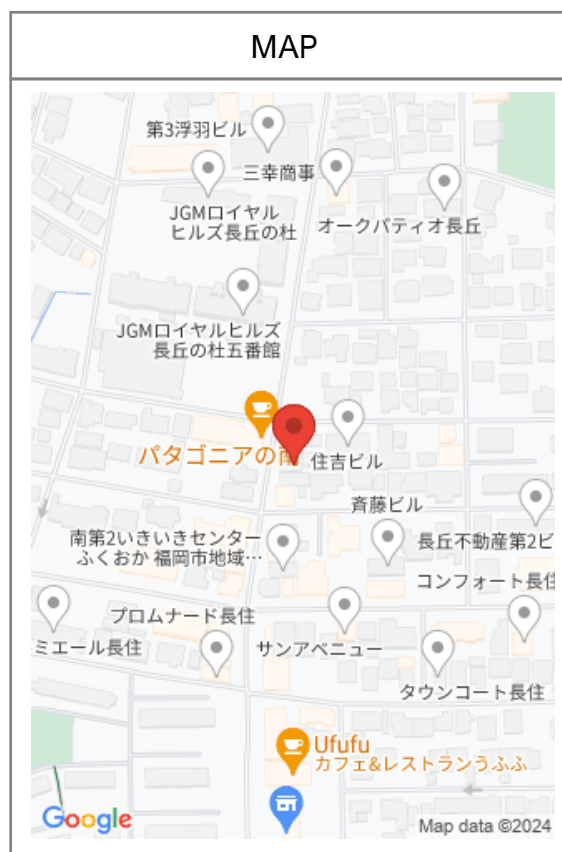 MAP
第3浮羽ビル
三幸商事
JGMロイヤル
ヒルズ長丘の杜
オークパティオ長丘
JGMロイヤルヒルズ
長丘の杜五番館
パタゴニアの南
住吉ビル
斉藤ビル
南第2いきいきセンター
ふくおか 福岡市地域…
長丘不動産第2ビ
コンフォート長住
プロムナード長住
ミエール長住
サンアベニュー
タウンコート長住
Ufufu
カフェ&レストランうふふ
Google
Map data ©2024